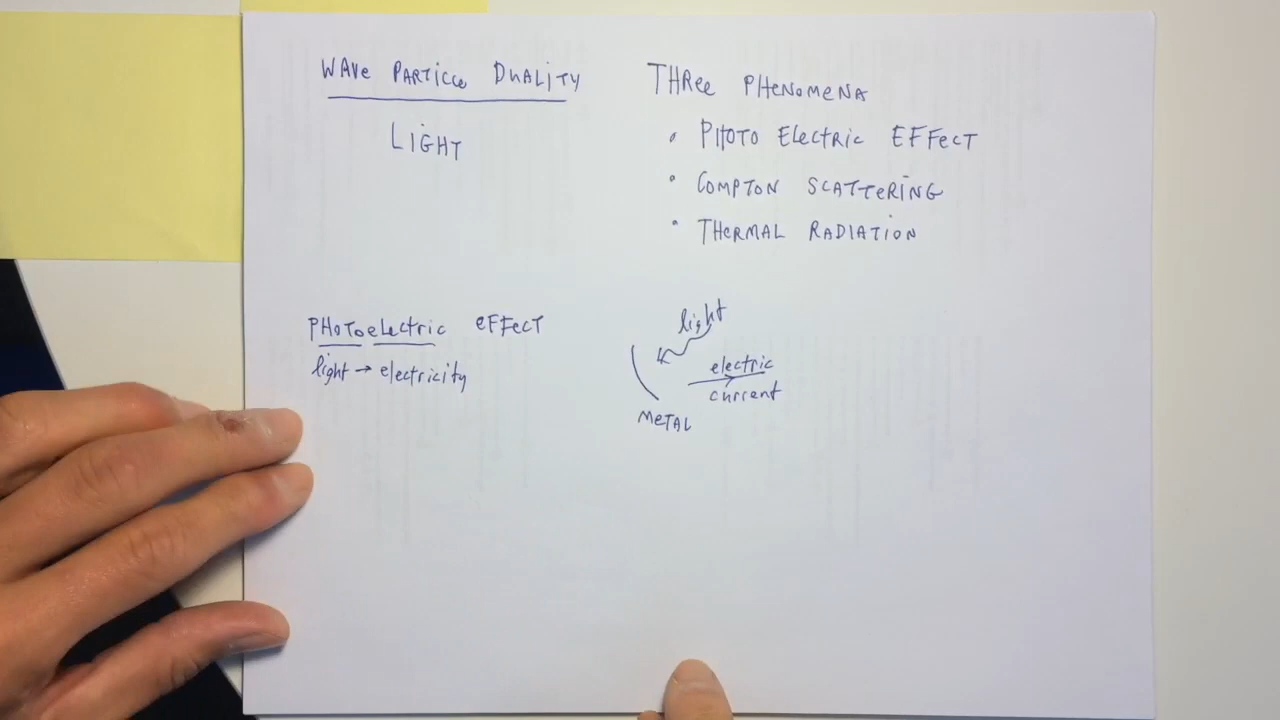 WAVE PARTICLE DUALITY
LIGHT
THREE PHENOMENA
• PHOTO ELECTRIC EFFECT
• COMPTON SCATTERING
• THERMAL RADIATION
PHOTOELECTRIC EFFECT
light → electricity
light
electric
current
METAL